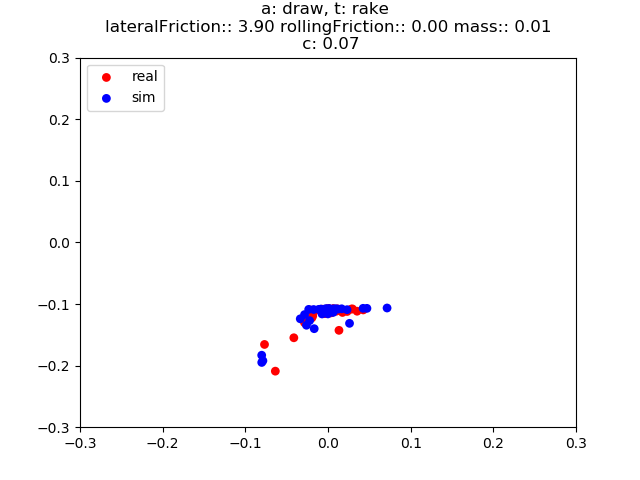 a: draw, t: rake
lateralFriction:: 3.90 rollingFriction:: 0.00 mass:: 0.01
c: 0.07
real
sim
0.3
0.2
0.1
0.0
−0.1
−0.2
−0.3
−0.3 −0.2 −0.1 0.0 0.1 0.2 0.3